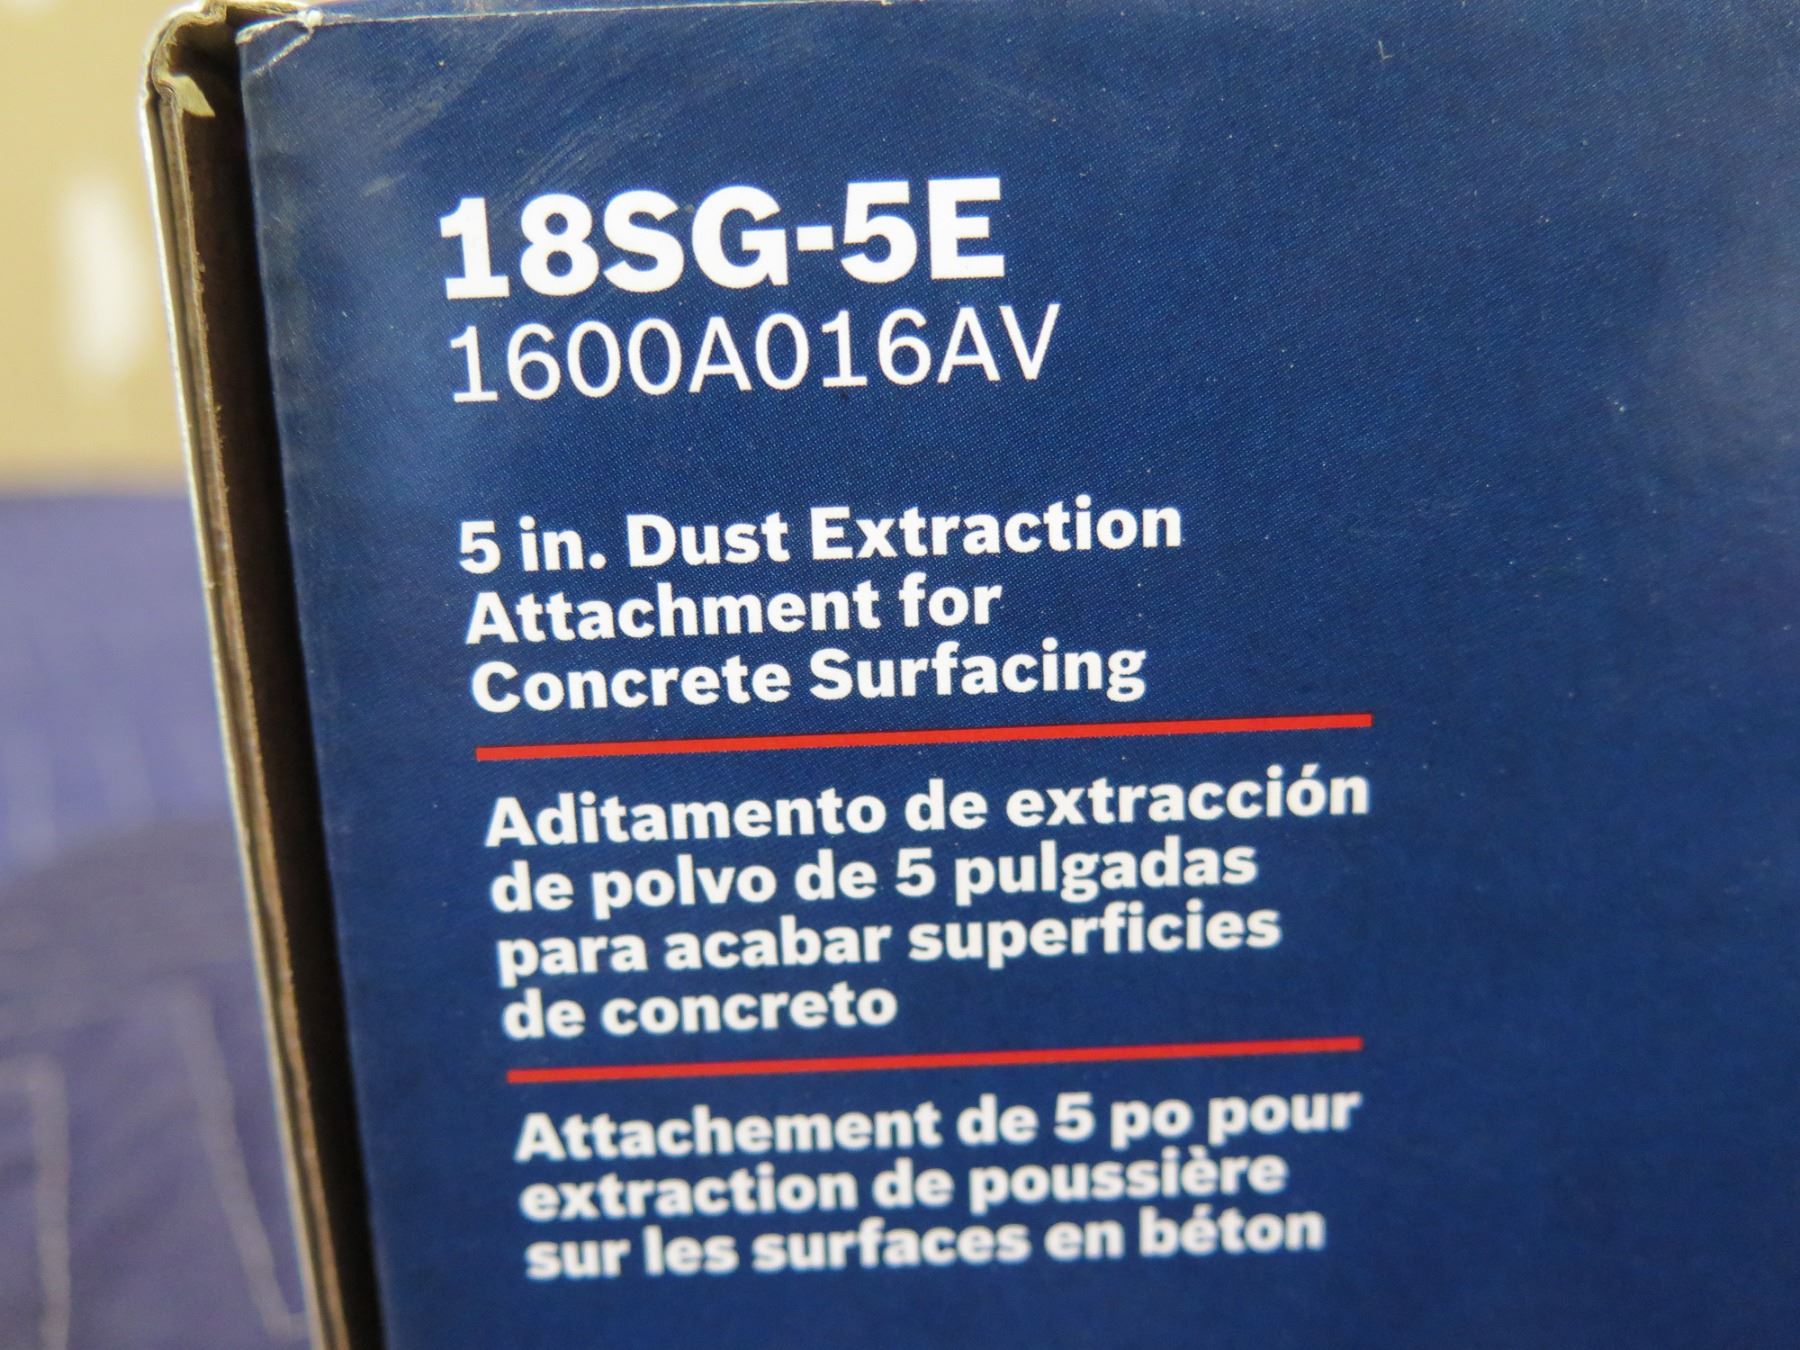 18SG-5E
1600A016AV
5 in. Dust Extraction
Attachment for
Concrete Surfacing
Aditamento de extracción
de polvo de 5 pulgadas
para acabar superficies
de concreto
Attachement de 5 po pour
extraction de poussière
sur les surfaces en béton